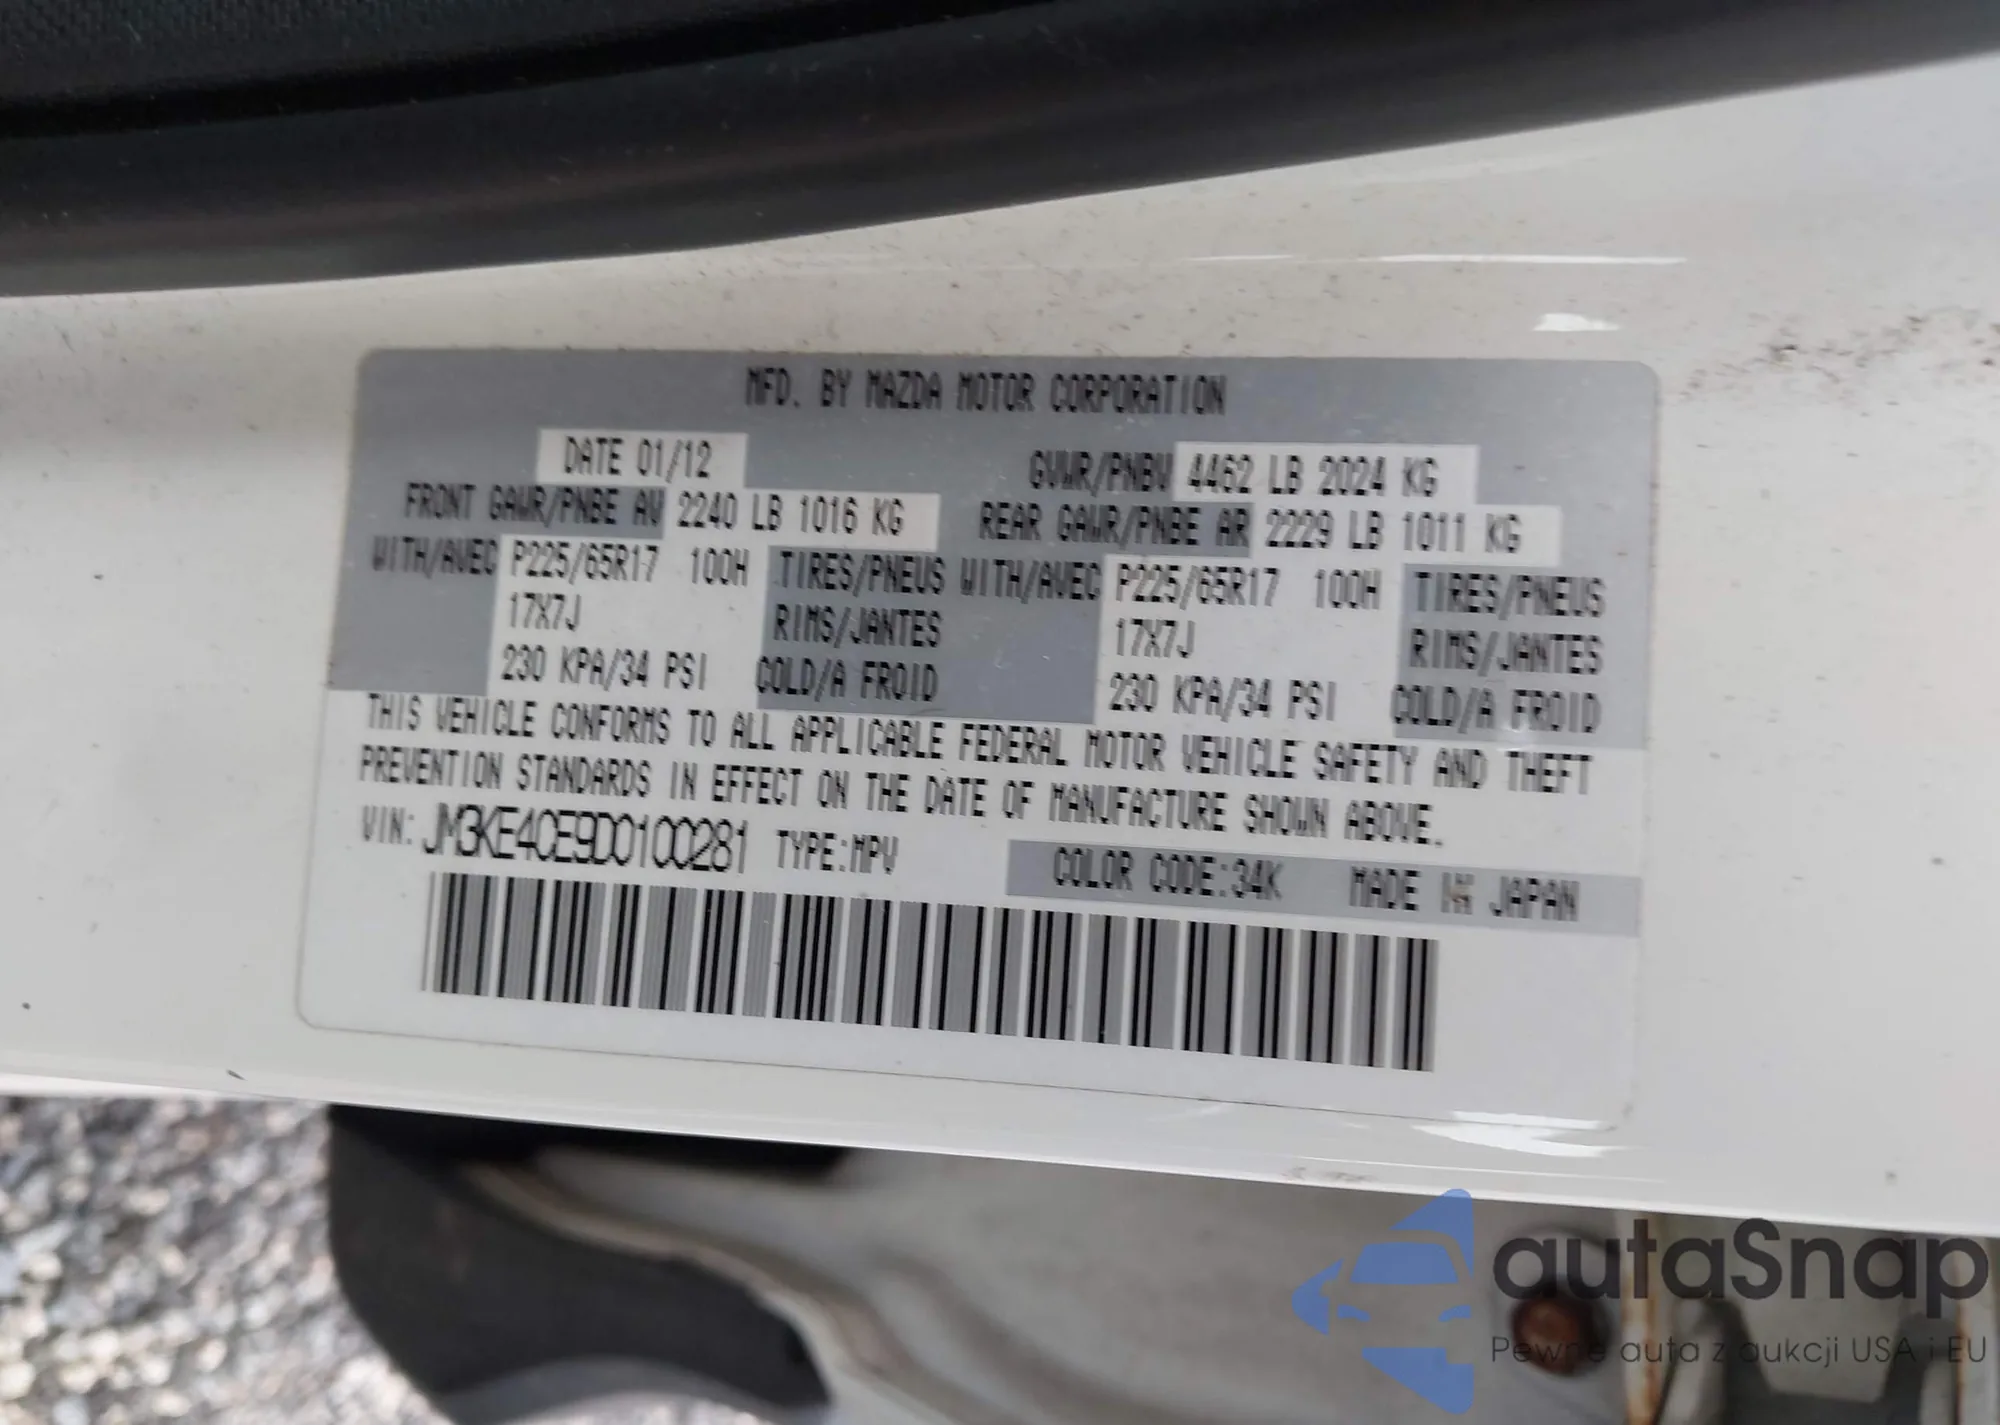 MFD. BY MAZDA MOTOR CORPORATION
DATE 01/12 GVWR/PNBV 4462 LB 2024 KG
FRONT GAWR/PNBE AV 2240 LB 1016 KG REAR GAWR/PNBE AR 2229 LB 1011 KG
WITH/AVEC P225/65R17 100H TIRES/PNEUS WITH/AVEC P225/65R17 100H TIRES/PNEUS
17X7J RIMS/JANTES 17X7J RIMS/JANTES
230 KPA/34 PSI COLD/A FROID 230 KPA/34 PSI COLD/A FROID
THIS VEHICLE CONFORMS TO ALL APPLICABLE FEDERAL MOTOR VEHICLE SAFETY AND THEFT
PREVENTION STANDARDS IN EFFECT ON THE DATE OF MANUFACTURE SHOWN ABOVE.
VIN: JM3KE4CE9D0100281 TYPE:MPV COLOR CODE:34K MADE IN JAPAN
autaSnap
Pewne auta z aukcji USA i EU